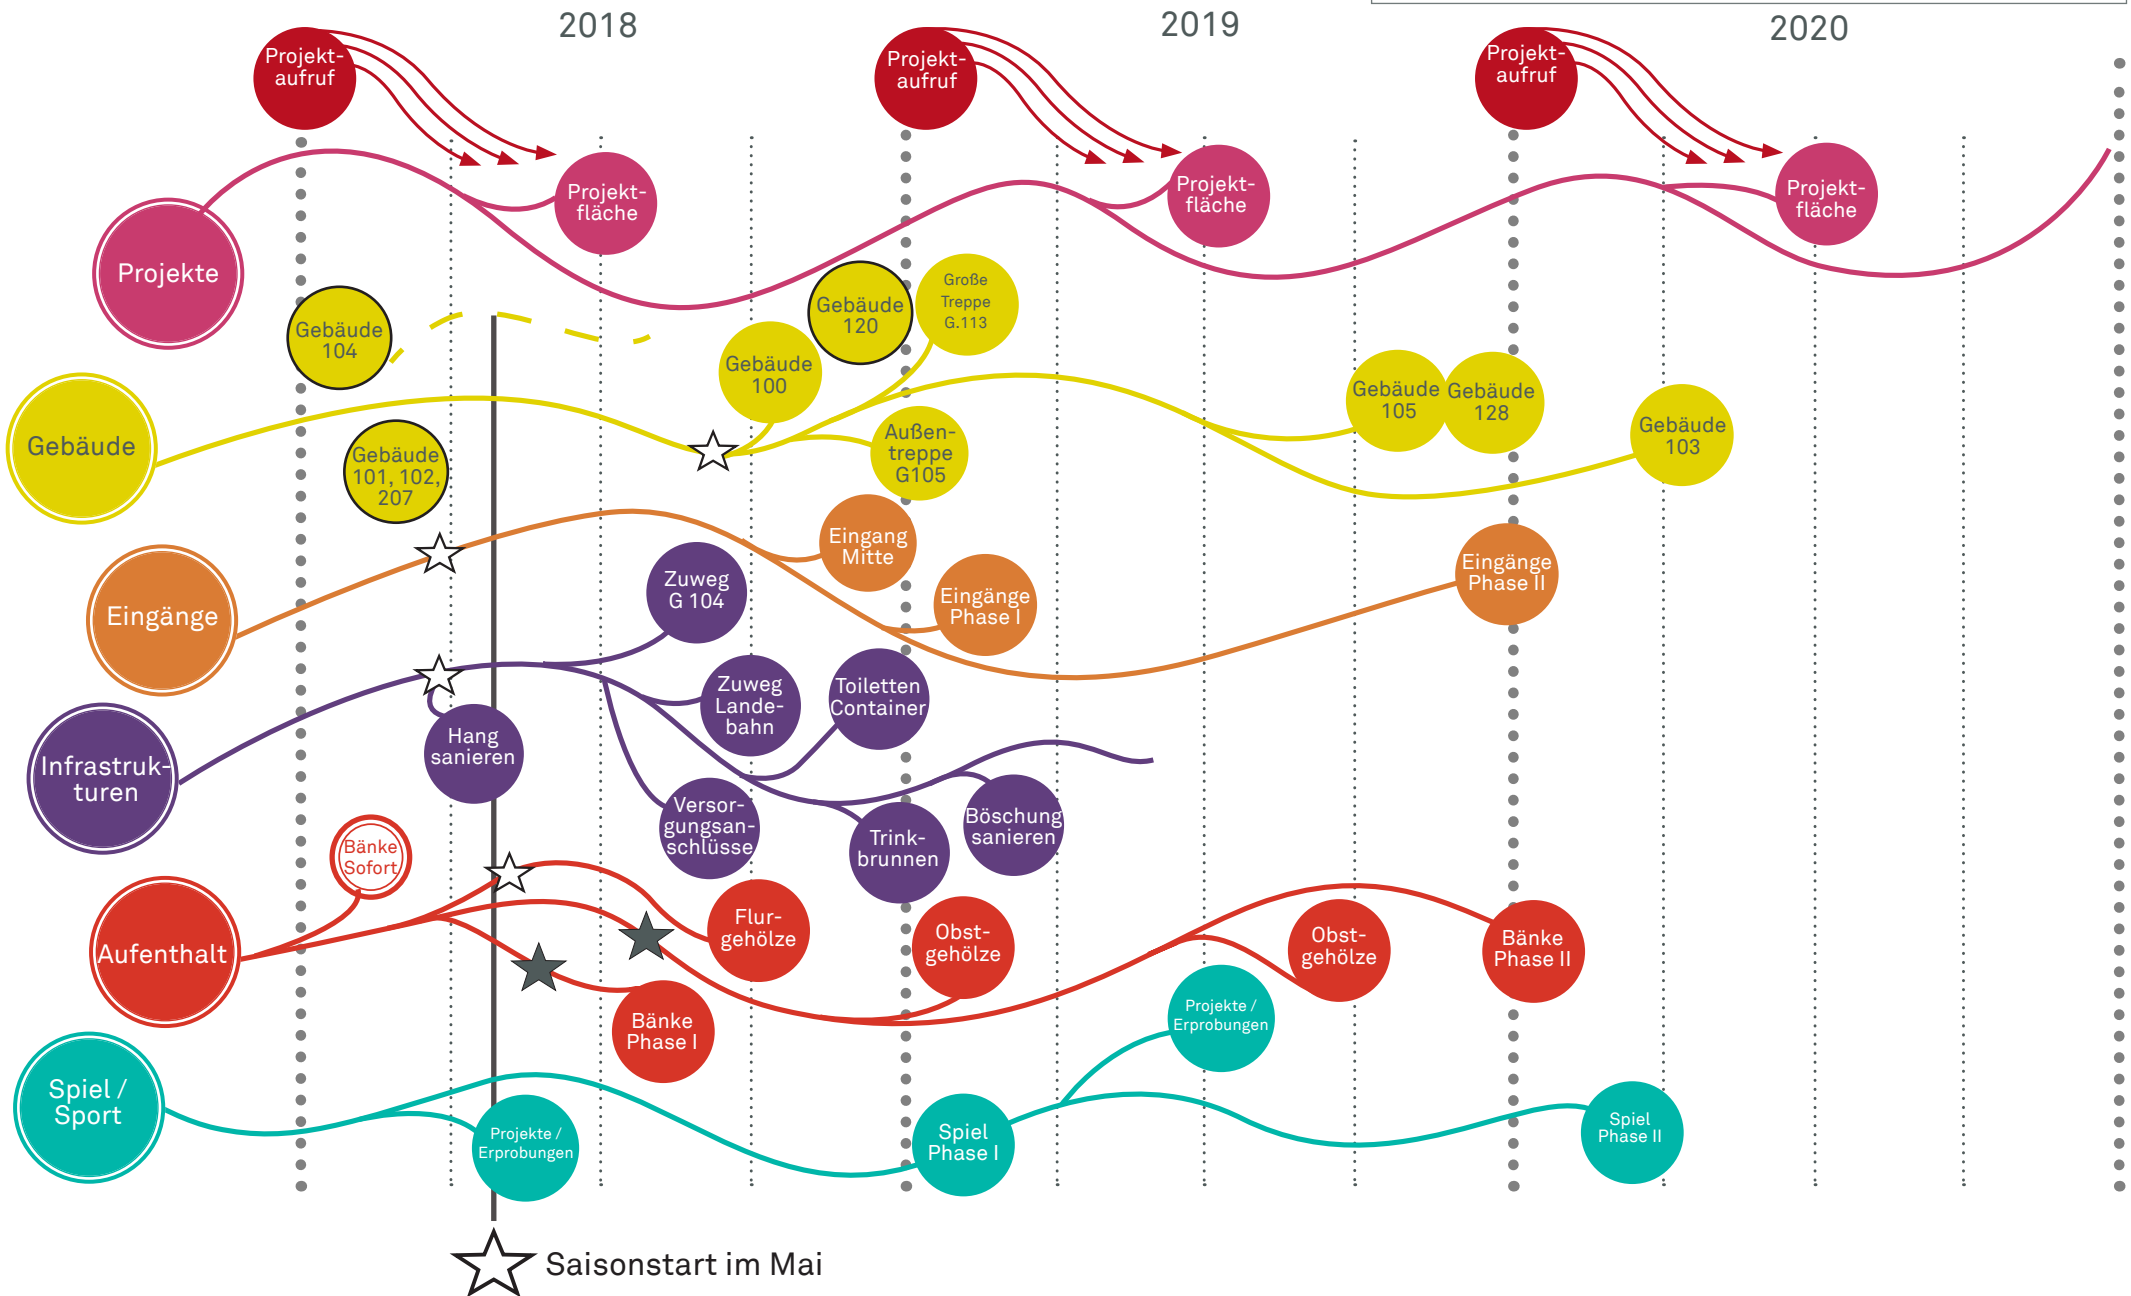 2018
2019
2020
Projekt-
aufruf
Projekt-
aufruf
Projekt-
aufruf
Projekt-
fläche
Projekt-
fläche
Projekt-
fläche
Projekte
Gebäude
104
Gebäude
120
Große
Treppe
G.113
Gebäude
100
Gebäude
105
Gebäude
128
Gebäude
103
Gebäude
Gebäude
101, 102,
207
Außen-
treppe
G105
Eingang
Mitte
Eingänge
Eingänge
Phase I
Eingänge
Phase II
Zuweg
G 104
Zuweg
Lande-
bahn
Toiletten
Container
Hang
sanieren
Infrastruk-
turen
Versor-
gungsan-
schlüsse
Trink-
brunnen
Böschung
sanieren
Bänke
Sofort
Aufenthalt
Flur-
gehölze
Obst-
gehölze
Obst-
gehölze
Bänke
Phase II
Bänke
Phase I
Projekte /
Erprobungen
Spiel /
Sport
Projekte /
Erprobungen
Spiel
Phase I
Spiel
Phase II
Saisonstart im Mai